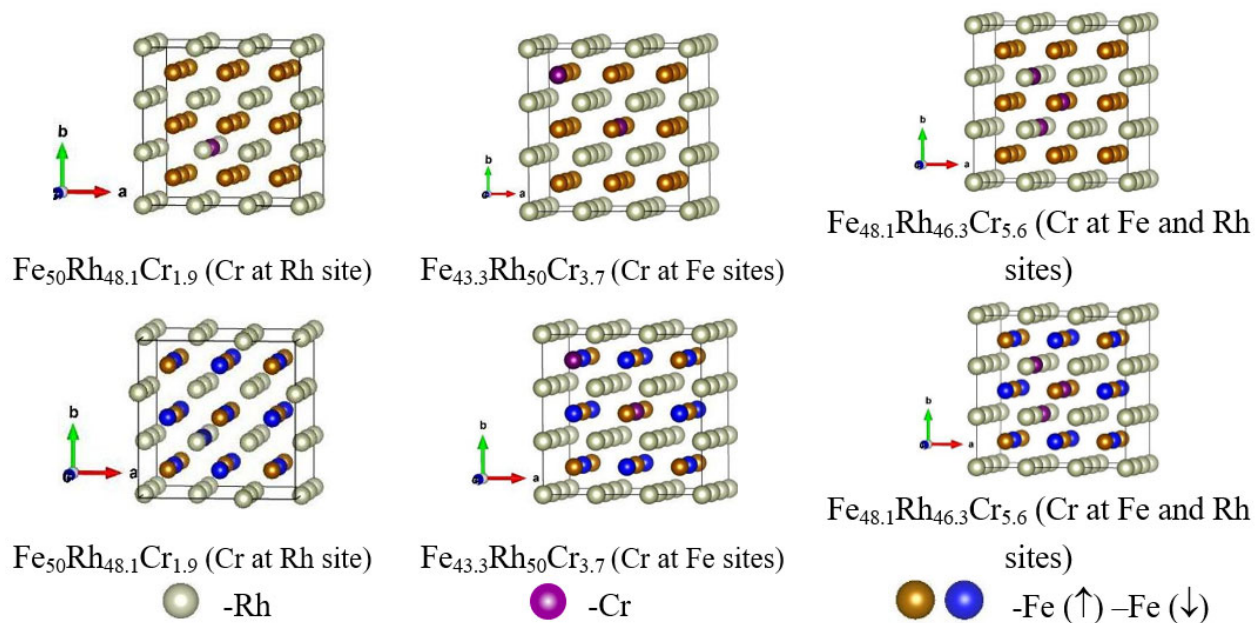 b
a
Fe₅₀Rh₄₈.₁Cr₁.₉ (Cr at Rh site)
b
a
Fe₄₃.₃Rh₅₀Cr₃.₇ (Cr at Fe sites)
b
a
Fe₄₈.₁Rh₄₆.₃Cr₅.₆ (Cr at Fe and Rh
sites)
b
a
Fe₅₀Rh₄₈.₁Cr₁.₉ (Cr at Rh site)
b
a
Fe₄₃.₃Rh₅₀Cr₃.₇ (Cr at Fe sites)
b
a
Fe₄₈.₁Rh₄₆.₃Cr₅.₆ (Cr at Fe and Rh
sites)
-Rh
-Cr
-Fe (↑) –Fe (↓)